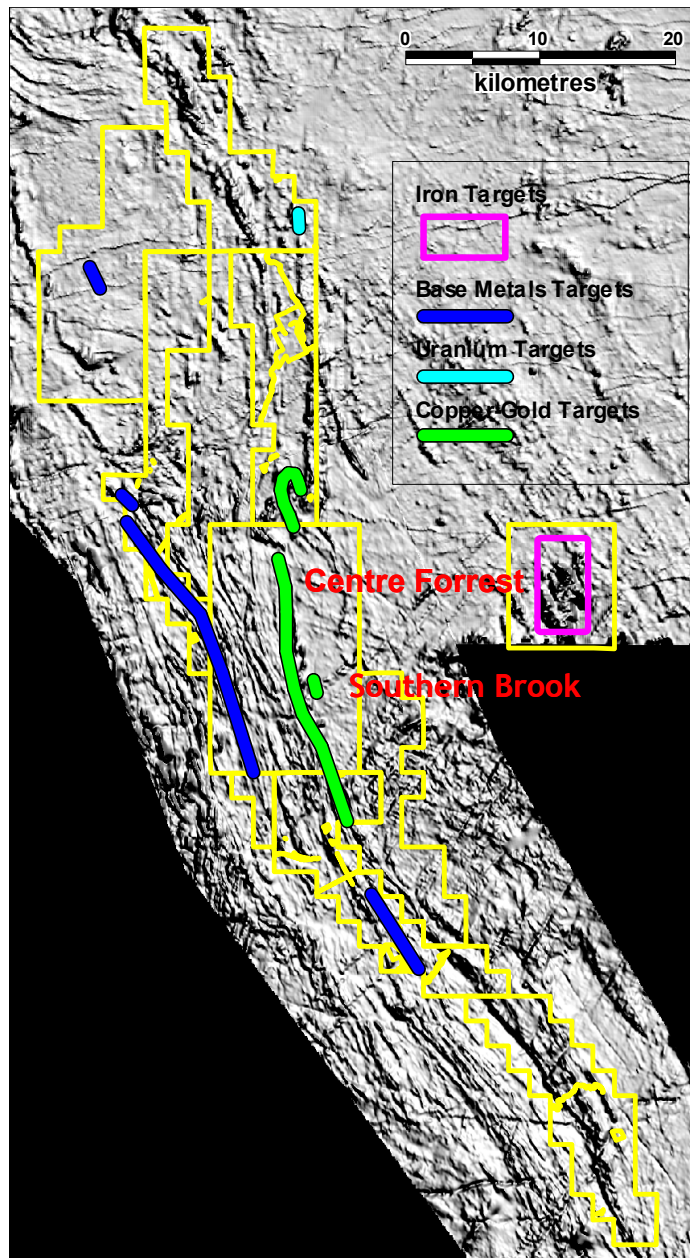 0 10 20
kilometres
Iron Targets
Base Metals Targets
Uranium Targets
Copper-Gold Targets
Centre Forrest
Southern Brook